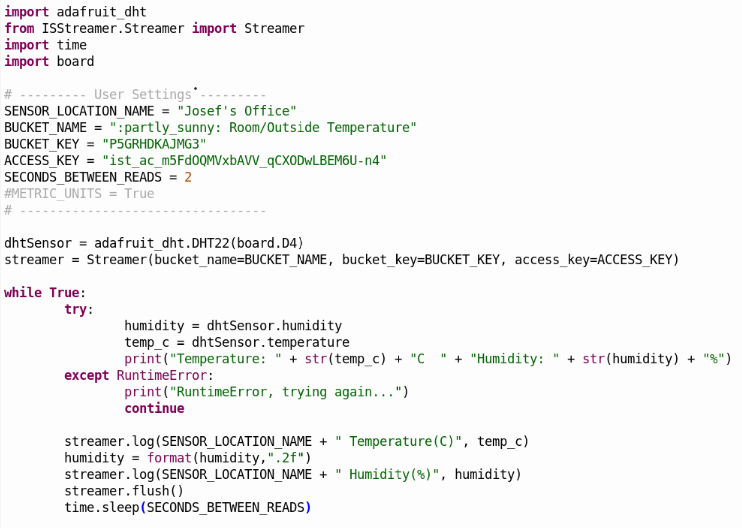 import adafruit_dht
from ISStreamer.Streamer import Streamer
import time
import board
# --------- User Settings ---------
SENSOR_LOCATION_NAME = "Josef's Office"
BUCKET_NAME = ":partly_sunny: Room/Outside Temperature"
BUCKET_KEY = "P5GRHDKAJMG3"
ACCESS_KEY = "ist_ac_m5FdOQMVxbAVV_qCXODwLBEM6U-n4"
SECONDS_BETWEEN_READS = 2
#METRIC_UNITS = True
# ---------------------------------
dhtSensor = adafruit_dht.DHT22(board.D4)
streamer = Streamer(bucket_name=BUCKET_NAME, bucket_key=BUCKET_KEY, access_key=ACCESS_KEY)
while True:
        try:
                humidity = dhtSensor.humidity
                temp_c = dhtSensor.temperature
                print("Temperature: " + str(temp_c) + "C  " + "Humidity: " + str(humidity) + "%")
        except RuntimeError:
                print("RuntimeError, trying again...")
                continue
        streamer.log(SENSOR_LOCATION_NAME + " Temperature(C)", temp_c)
        humidity = format(humidity,".2f")
        streamer.log(SENSOR_LOCATION_NAME + " Humidity(%)", humidity)
        streamer.flush()
        time.sleep(SECONDS_BETWEEN_READS)